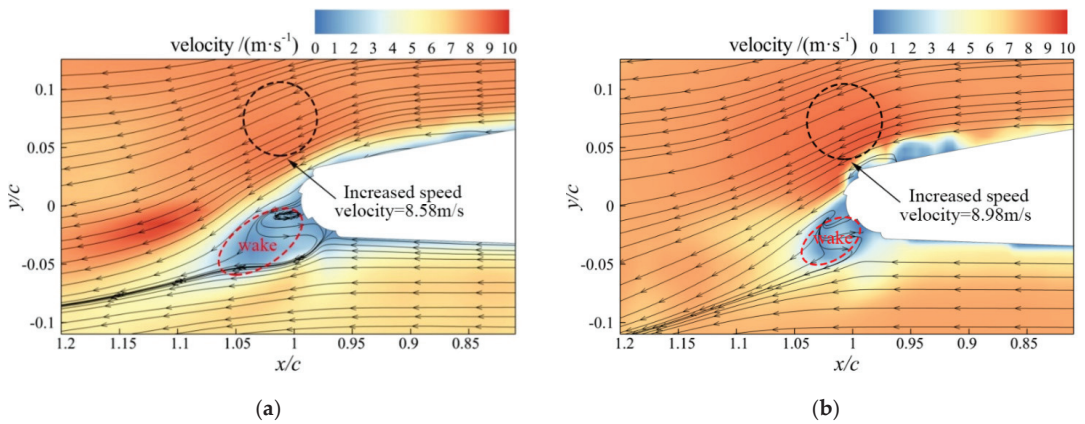 velocity /(m·s⁻¹) 0 1 2 3 4 5 6 7 8 9 10
0.1
0.05
0
-0.05
-0.1
y/c
Increased speed
velocity=8.58m/s
wake
1.2 1.15 1.1 1.05 1 0.95 0.9 0.85
x/c
(a)
velocity /(m·s⁻¹) 0 1 2 3 4 5 6 7 8 9 10
0.1
0.05
0
-0.05
-0.1
y/c
Increased speed
velocity=8.98m/s
wake
1.2 1.15 1.1 1.05 1 0.95 0.9 0.85
x/c
(b)